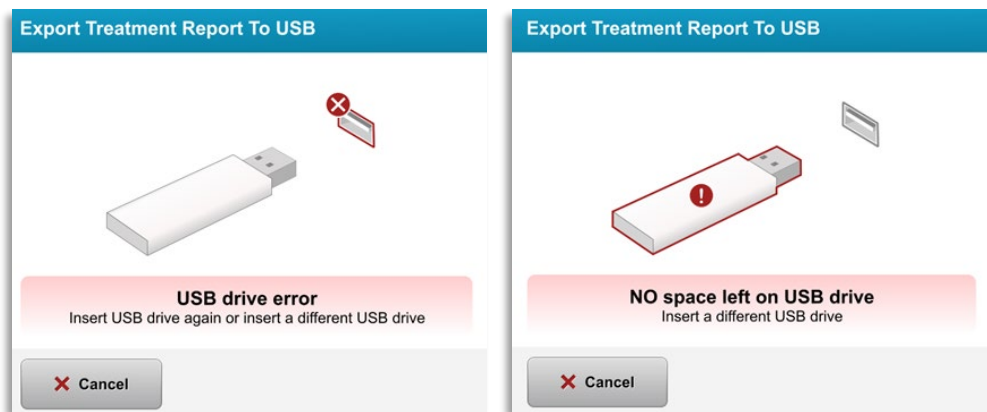 Export Treatment Report To USB
USB drive error
Insert USB drive again or insert a different USB drive
Cancel
Export Treatment Report To USB
NO space left on USB drive
Insert a different USB drive
Cancel